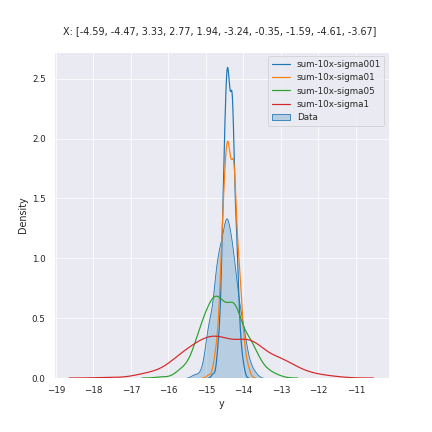 X: [-4.59, -4.47, 3.33, 2.77, 1.94, -3.24, -0.35, -1.59, -4.61, -3.67]
sum-10x-sigma001
sum-10x-sigma01
sum-10x-sigma05
sum-10x-sigma1
Data
Density
2.5
2.0
1.5
1.0
0.5
0.0
−19 −18 −17 −16 −15 −14 −13 −12 −11
y